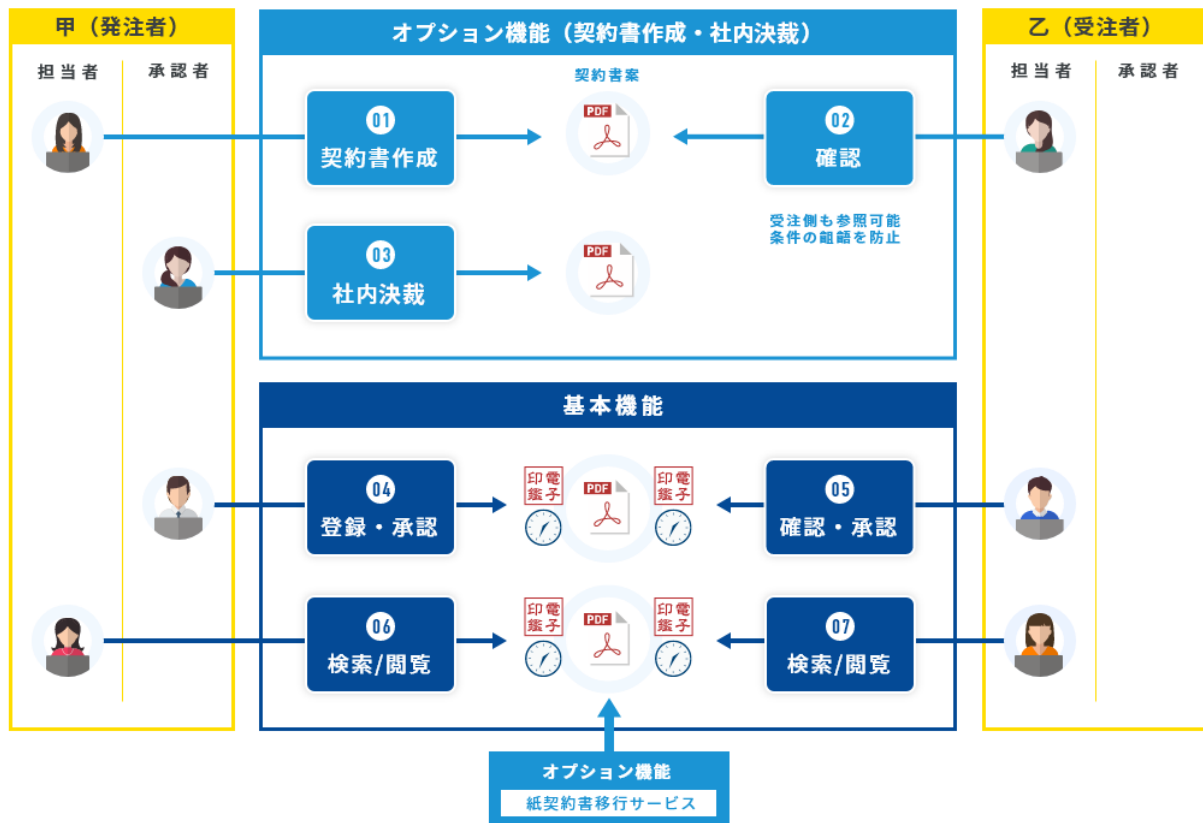 甲（発注者）
担当者
承認者
オプション機能（契約書作成・社内決裁）
契約書案
01
契約書作成
PDF
02
確認
受注側も参照可能
条件の齟齬を防止
03
社内決裁
PDF
乙（受注者）
担当者
承認者
基本機能
04
登録・承認
電子印鑑
PDF
電子印鑑
05
確認・承認
06
検索/閲覧
電子印鑑
PDF
電子印鑑
07
検索/閲覧
オプション機能
紙契約書移行サービス